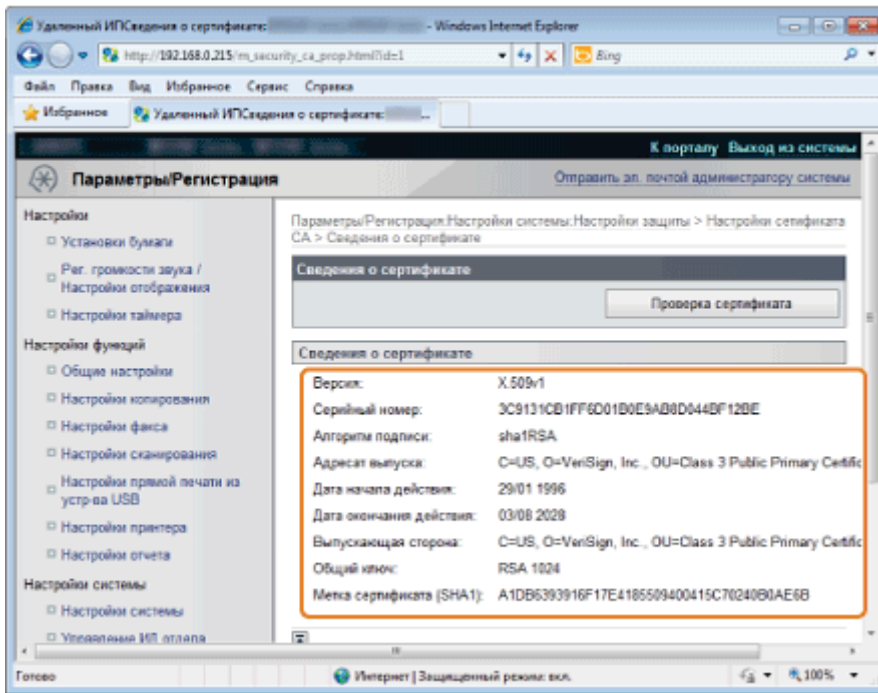 Удаленный ИПСведения о сертификате: - Windows Internet Explorer
http://192.168.0.215/m_security_ca_prop.html?id=1
Bing
Файл Правка Вид Избранное Сервис Справка
Избранное
Удаленный ИПСведения о сертификате: ...
К порталу Выход из системы
Параметры/Регистрация
Отправить эл. почтой администратору системы
Настройки
Установки бумаги
Рег. громкости звука /
Настройки отображения
Настройки таймера
Настройки функций
Общие настройки
Настройки копирования
Настройки факса
Настройки сканирования
Настройки прямой печати из
устр-ва USB
Настройки принтера
Настройки отчета
Настройки системы
Настройки системы
Управление ИП отдела
Параметры/Регистрация:Настройки системы:Настройки защиты > Настройки сетификата
CA > Сведения о сертификате
Сведения о сертификате
Проверка сертификата
Сведения о сертификате
Версия: X.509v1
Серийный номер: 3C9131CB1FF6D01B0E9AB8D044BF12BE
Алгоритм подписи: sha1RSA
Адресат выпуска: C=US, O=VeriSign, Inc., OU=Class 3 Public Primary Certific
Дата начала действия: 29/01 1996
Дата окончания действия: 03/08 2028
Выпускающая сторона: C=US, O=VeriSign, Inc., OU=Class 3 Public Primary Certific
Общий ключ: RSA 1024
Метка сертификата (SHA1): A1DB6393916F17E4185509400415C70240B0AE6B
Готово
Интернет | Защищенный режим: вкл.
100%